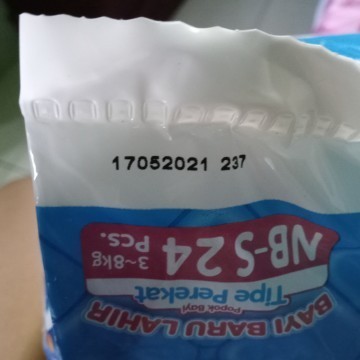 17052021 237
BAYI BARU LAHIR
Popok Bayi
Tipe Perekat
NB-S 24
3~8kg Pcs.